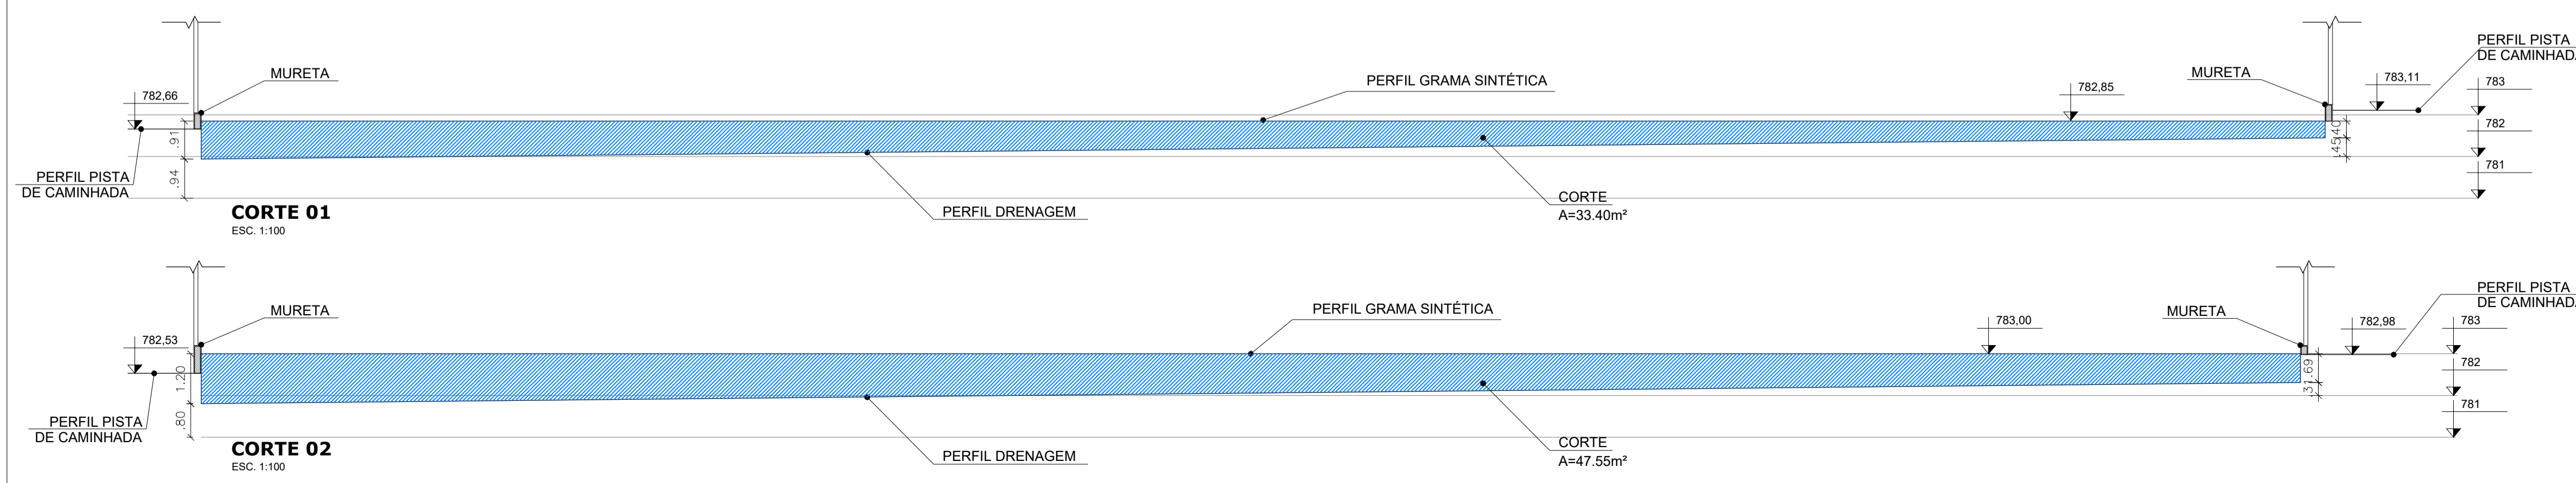 PERFIL PISTA
DE CAMINHADA
MURETA
PERFIL GRAMA SINTÉTICA
MURETA
782,66
782,85
783,11
783
.91
.40
782
.45
.94
781
PERFIL PISTA
DE CAMINHADA
CORTE
A=33.40m²
PERFIL DRENAGEM
CORTE 01
ESC. 1:100
PERFIL PISTA
DE CAMINHADA
MURETA
PERFIL GRAMA SINTÉTICA
MURETA
782,53
783,00
782,98
783
1.20
.69
782
.31
.80
781
PERFIL PISTA
DE CAMINHADA
CORTE
A=47.55m²
PERFIL DRENAGEM
CORTE 02
ESC. 1:100